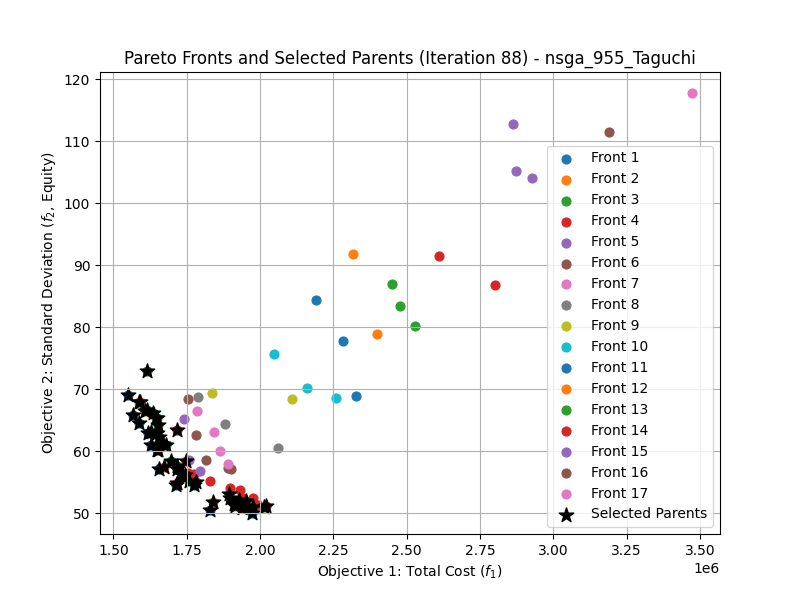 Pareto Fronts and Selected Parents (Iteration 88) - nsga_955_Taguchi
Objective 2: Standard Deviation (f₂, Equity)
120
110
100
90
80
70
60
50
Front 1
Front 2
Front 3
Front 4
Front 5
Front 6
Front 7
Front 8
Front 9
Front 10
Front 11
Front 12
Front 13
Front 14
Front 15
Front 16
Front 17
Selected Parents
1.50 1.75 2.00 2.25 2.50 2.75 3.00 3.25 3.50
1e6
Objective 1: Total Cost (f₁)